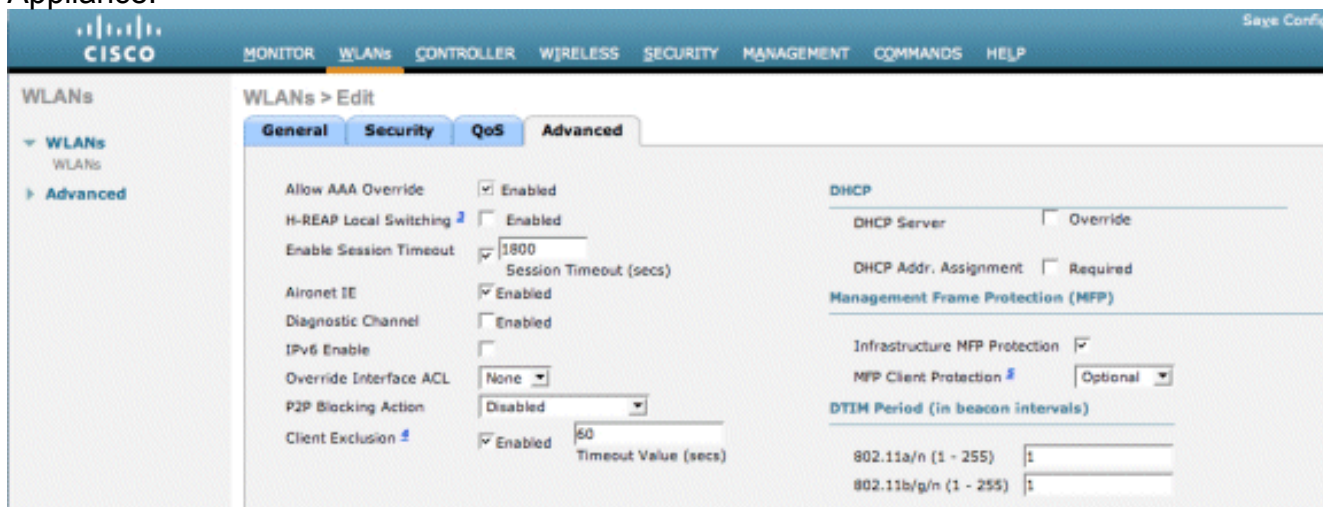 Appliance.
Save Confi
CISCO
MONITOR WLANs CONTROLLER WIRELESS SECURITY MANAGEMENT COMMANDS HELP
WLANs
WLANs
WLANs
Advanced
WLANs > Edit
General Security QoS Advanced
Allow AAA Override Enabled
H-REAP Local Switching 3 Enabled
Enable Session Timeout 1800
Session Timeout (secs)
Aironet IE Enabled
Diagnostic Channel Enabled
IPv6 Enable
Override Interface ACL None
P2P Blocking Action Disabled
Client Exclusion 4 Enabled 60
Timeout Value (secs)
DHCP
DHCP Server Override
DHCP Addr. Assignment Required
Management Frame Protection (MFP)
Infrastructure MFP Protection
MFP Client Protection 5 Optional
DTIM Period (in beacon intervals)
802.11a/n (1 - 255) 1
802.11b/g/n (1 - 255) 1